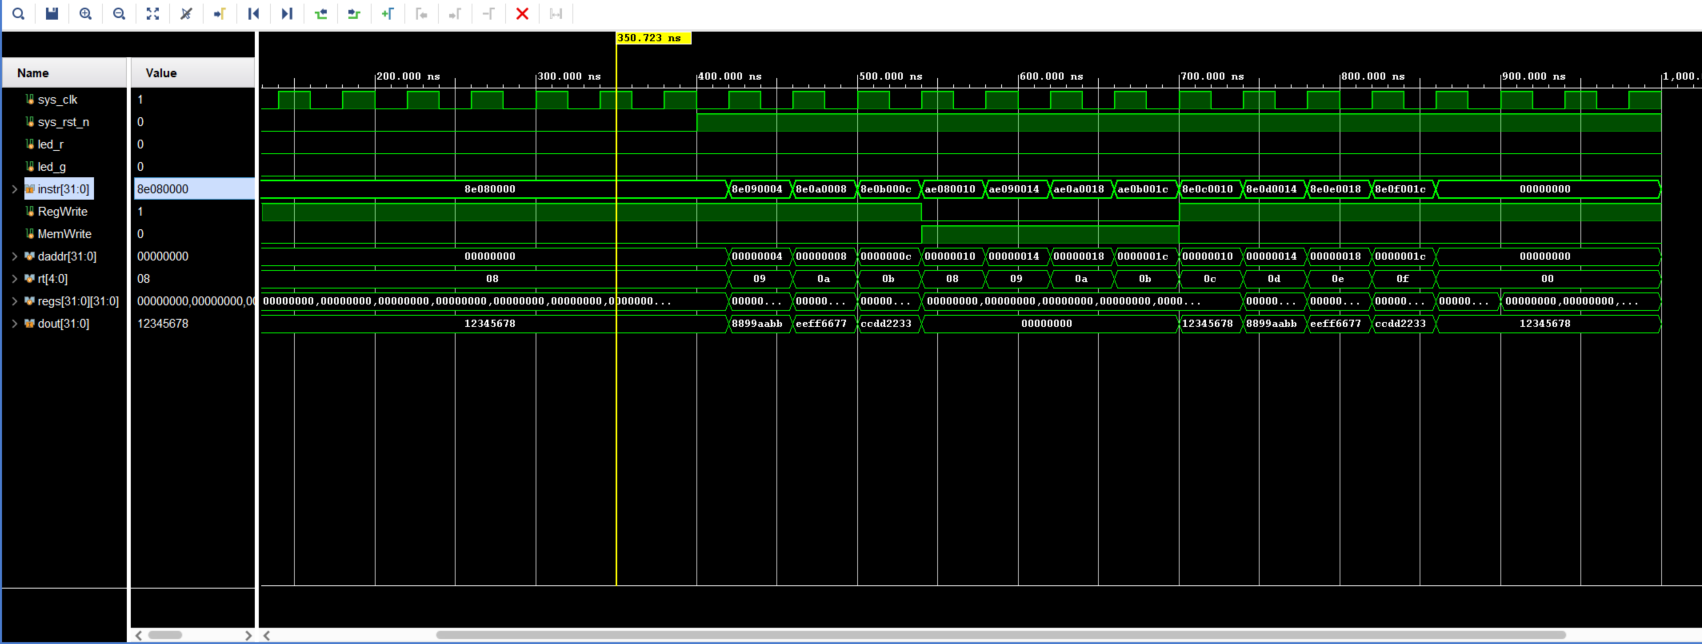 350.723 ns
Name Value
200.000 ns 300.000 ns 400.000 ns 500.000 ns 600.000 ns 700.000 ns 800.000 ns 900.000 ns 1,000.
sys_clk 1
sys_rst_n 0
led_r 0
led_g 0
instr[31:0] 8e080000 8e080000 8e090004 8e0a0008 8e0b000c ae080010 ae090014 ae0a0018 ae0b001c 8e0c0010 8e0d0014 8e0e0018 8e0f001c 00000000
RegWrite 1
MemWrite 0
daddr[31:0] 00000000 00000000 00000004 00000008 0000000c 00000010 00000014 00000018 0000001c 00000010 00000014 00000018 0000001c 00000000
rt[4:0] 08 08 09 0a 0b 08 09 0a 0b 0c 0d 0e 0f 00
regs[31:0][31:0] 00000000,00000000,00 00000000,00000000,00000000,00000000,00000000,00000000,000000... 00000... 00000... 00000... 00000000,00000000,00000000,0000... 00000... 00000... 00000... 00000... 00000000,00000000,...
dout[31:0] 12345678 12345678 8899aabb eeff6677 ccdd2233 00000000 12345678 8899aabb eeff6677 ccdd2233 12345678